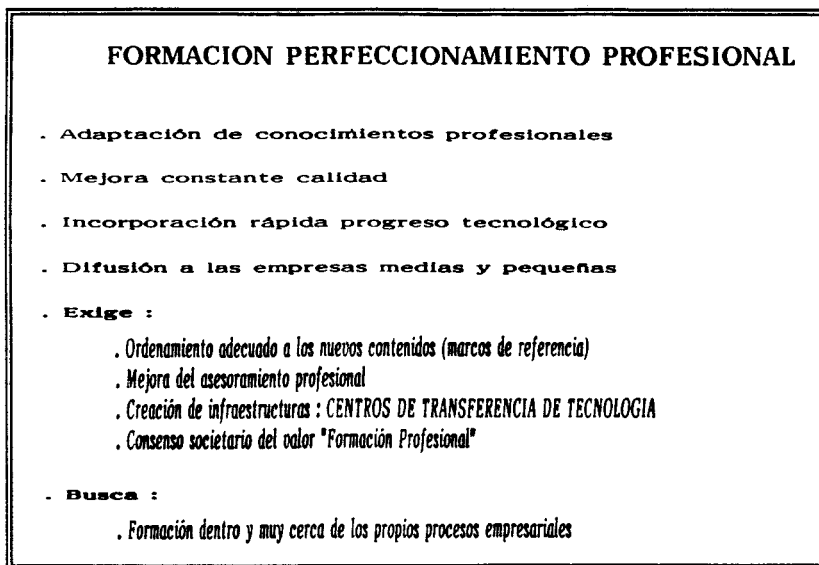 FORMACION PERFECCIONAMIENTO PROFESIONAL
. Adaptación de conocimientos profesionales
. Mejora constante calidad
. Incorporación rápida progreso tecnológico
. Difusión a las empresas medias y pequeñas
. Exige :
. Ordenamiento adecuado a los nuevos contenidos (marcos de referencia)
. Mejora del asesoramiento profesional
. Creación de infraestructuras : CENTROS DE TRANSFERENCIA DE TECNOLOGIA
. Consenso societario del valor "Formación Profesional"
. Busca :
. Formación dentro y muy cerca de los propios procesos empresariales